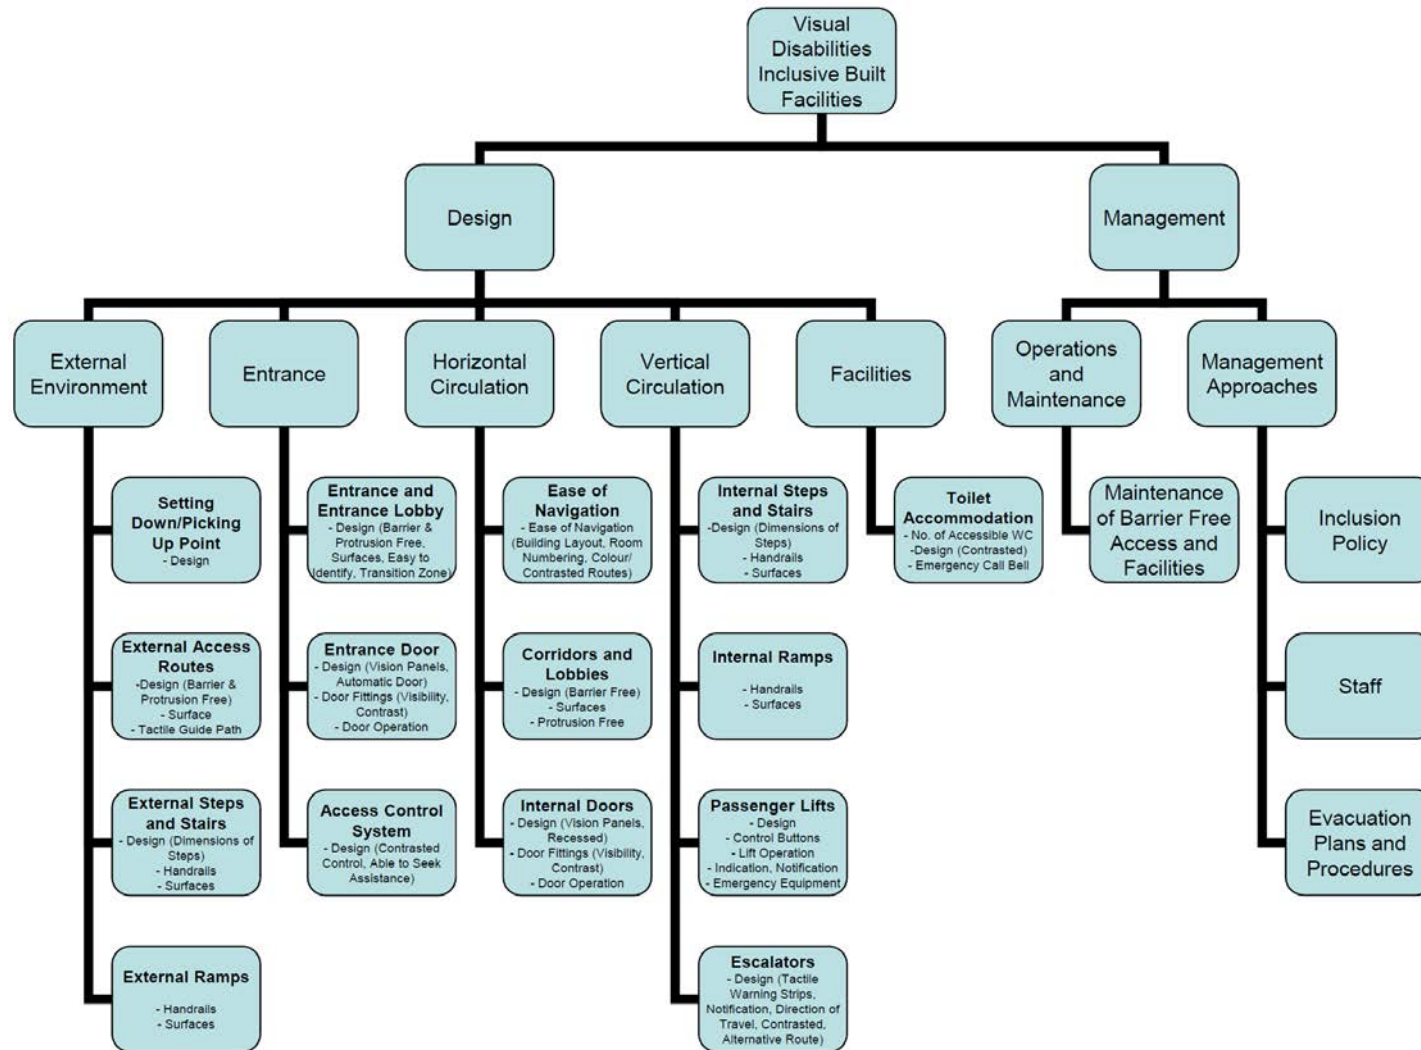 Visual
Disabilities
Inclusive Built
Facilities
Design
Management
External
Environment
Entrance
Horizontal
Circulation
Vertical
Circulation
Facilities
Operations
and
Maintenance
Management
Approaches
Setting
Down/Picking
Up Point
- Design
Entrance and
Entrance Lobby
- Design (Barrier &
Protrusion Free,
Surfaces, Easy to
Identify, Transition Zone)
Ease of
Navigation
- Ease of Navigation
(Building Layout, Room
Numbering, Colour/
Contrasted Routes)
Internal Steps
and Stairs
-Design (Dimensions of
Steps)
- Handrails
- Surfaces
Toilet
Accommodation
- No. of Accessible WC
-Design (Contrasted)
- Emergency Call Bell
Maintenance
of Barrier Free
Access and
Facilities
Inclusion
Policy
External Access
Routes
-Design (Barrier &
Protrusion Free)
- Surface
- Tactile Guide Path
Entrance Door
- Design (Vision Panels,
Automatic Door)
- Door Fittings (Visibility,
Contrast)
- Door Operation
Corridors and
Lobbies
- Design (Barrier Free)
- Surfaces
- Protrusion Free
Internal Ramps
- Handrails
- Surfaces
Staff
External Steps
and Stairs
- Design (Dimensions of
Steps)
- Handrails
- Surfaces
Access Control
System
- Design (Contrasted
Control, Able to Seek
Assistance)
Internal Doors
- Design (Vision Panels,
Recessed)
- Door Fittings (Visibility,
Contrast)
- Door Operation
Passenger Lifts
- Design
- Control Buttons
- Lift Operation
- Indication, Notification
- Emergency Equipment
Evacuation
Plans and
Procedures
External Ramps
- Handrails
- Surfaces
Escalators
- Design (Tactile
Warning Strips,
Notification, Direction of
Travel, Contrasted,
Alternative Route)